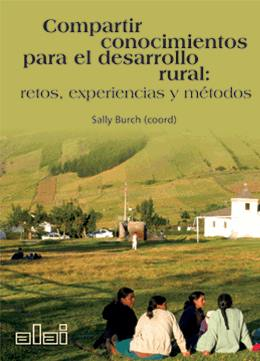 Compartir
conocimientos
para el desarrollo
rural:
retos, experiencias y métodos
Sally Burch (coord)
alai